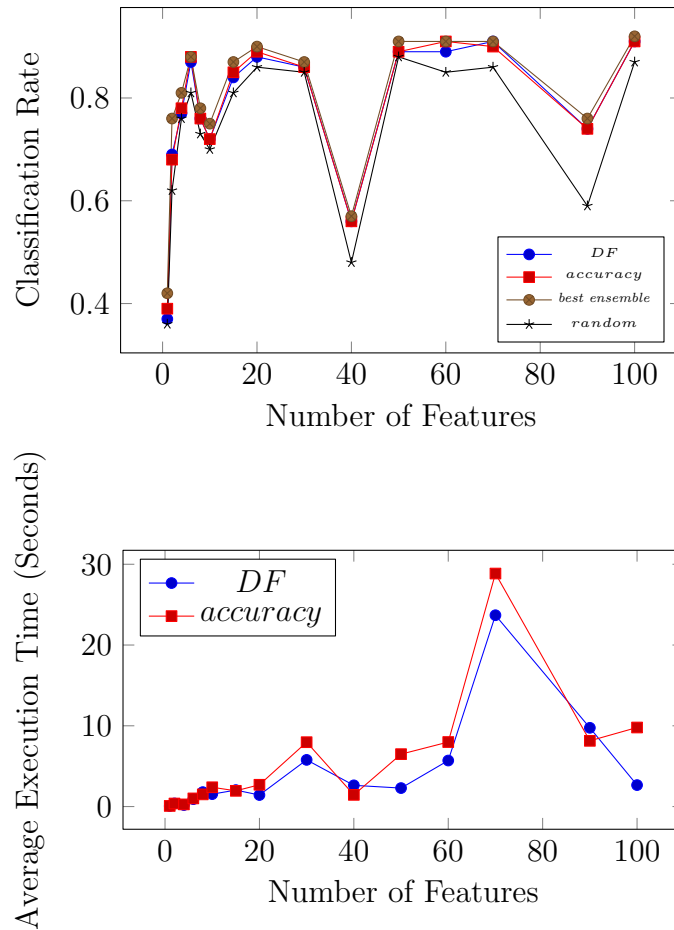 Classification Rate
0.8
0.6
0.4
DF
accuracy
best ensemble
random
0 20 40 60 80 100
Number of Features
Average Execution Time (Seconds)
30
20
10
0
DF
accuracy
0 20 40 60 80 100
Number of Features